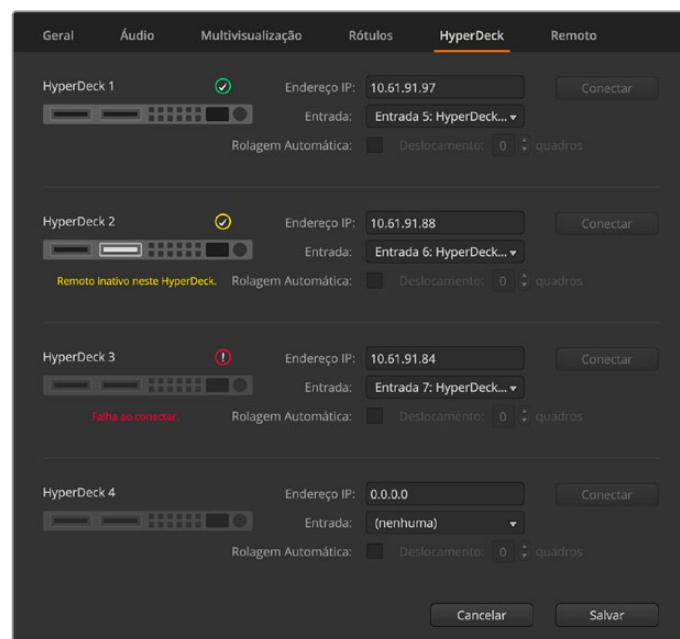 Geral Áudio Multivisualização Rótulos HyperDeck Remoto
HyperDeck 1 Endereço IP: 10.61.91.97 Conectar
Entrada: Entrada 5: HyperDeck...
Rolagem Automática: Deslocamento: 0 quadros
HyperDeck 2 Endereço IP: 10.61.91.88 Conectar
Entrada: Entrada 6: HyperDeck...
Remoto inativo neste HyperDeck. Rolagem Automática: Deslocamento: 0 quadros
HyperDeck 3 Endereço IP: 10.61.91.84 Conectar
Entrada: Entrada 7: HyperDeck...
Falha ao conectar. Rolagem Automática: Deslocamento: 0 quadros
HyperDeck 4 Endereço IP: 0.0.0.0 Conectar
Entrada: (nenhuma)
Rolagem Automática: Deslocamento: 0 quadros
Cancelar Salvar